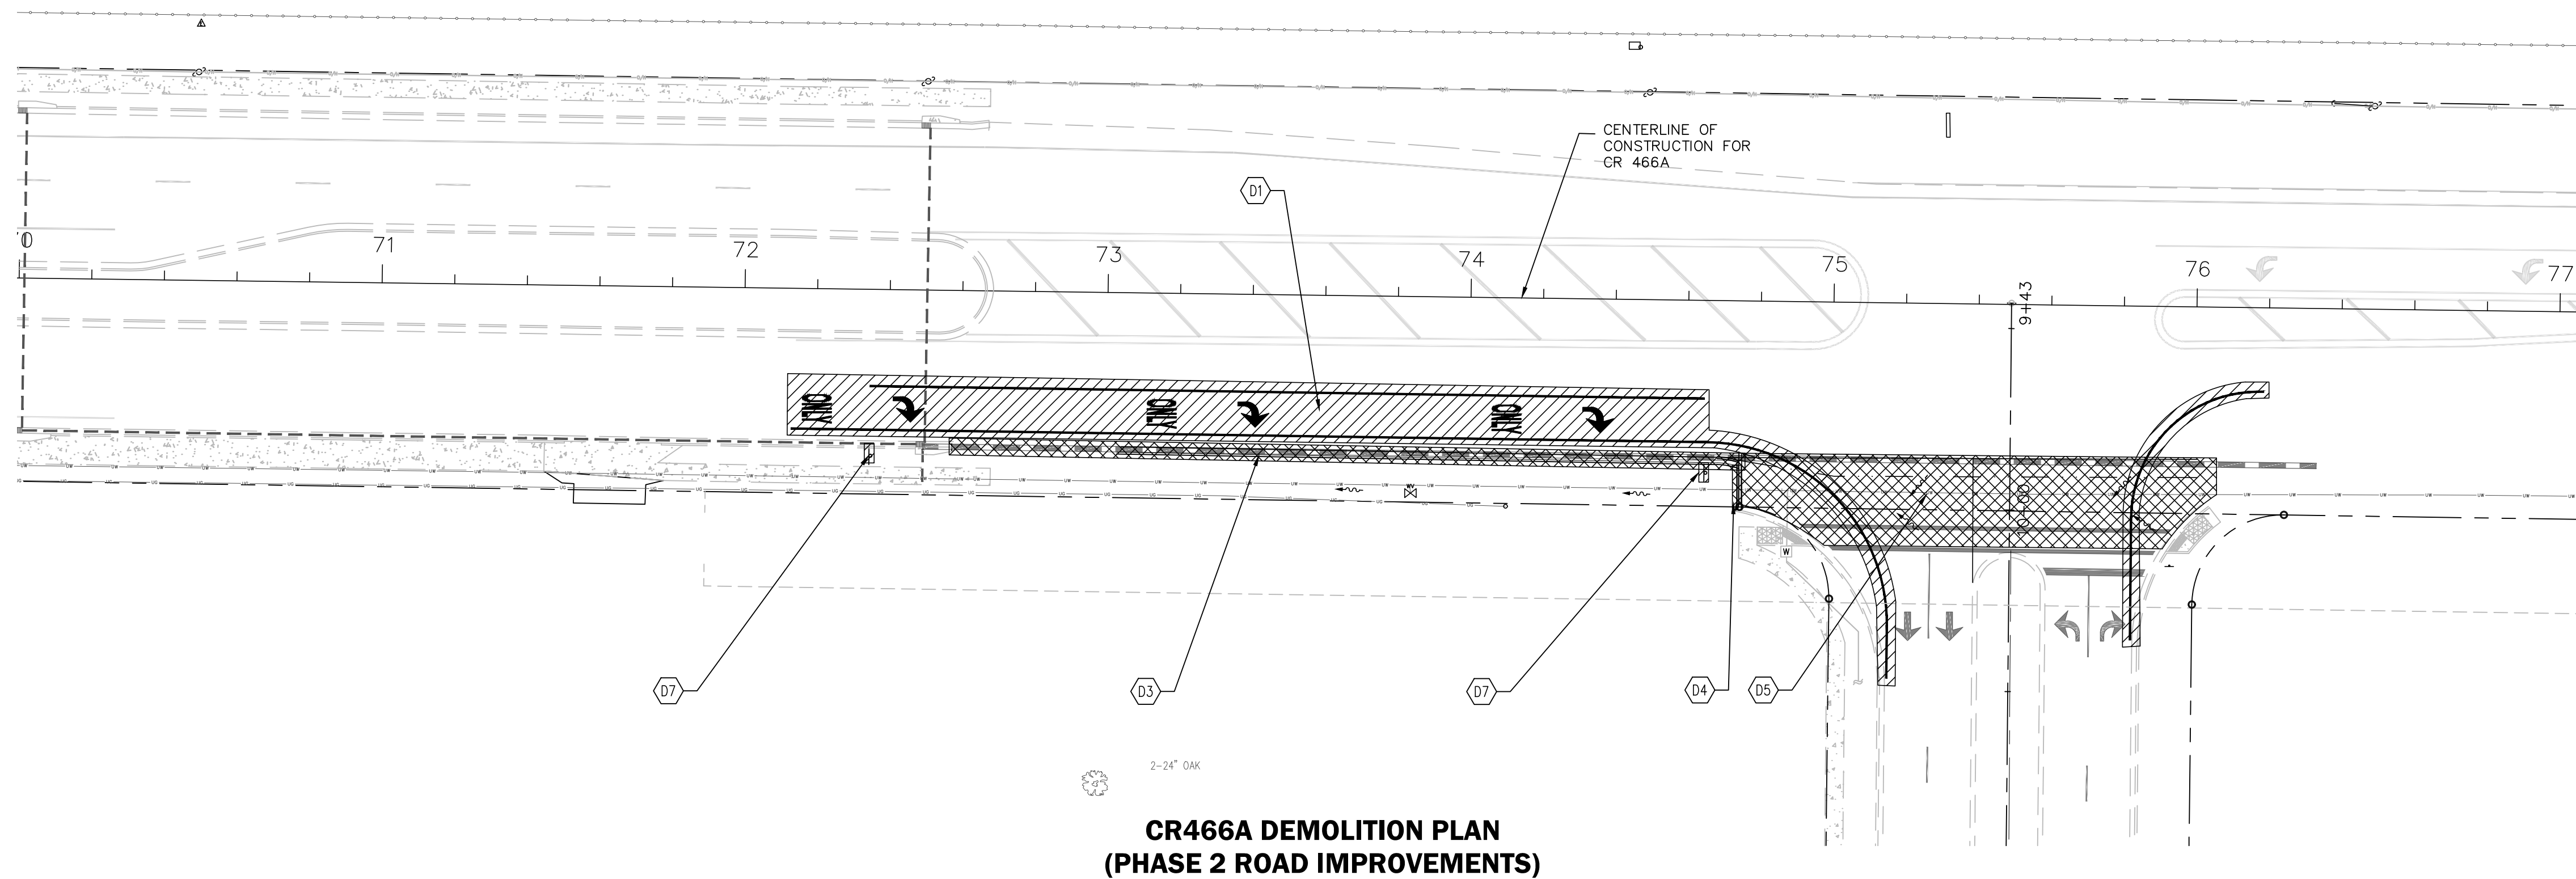 CENTERLINE OF
CONSTRUCTION FOR
CR 466A
D1
71
72
73
74
75
76
77
9+43
ONLY
ONLY
ONLY
WV
10+00
W
D7
D3
D7
D4
D5
2-24" OAK
CR466A DEMOLITION PLAN
(PHASE 2 ROAD IMPROVEMENTS)